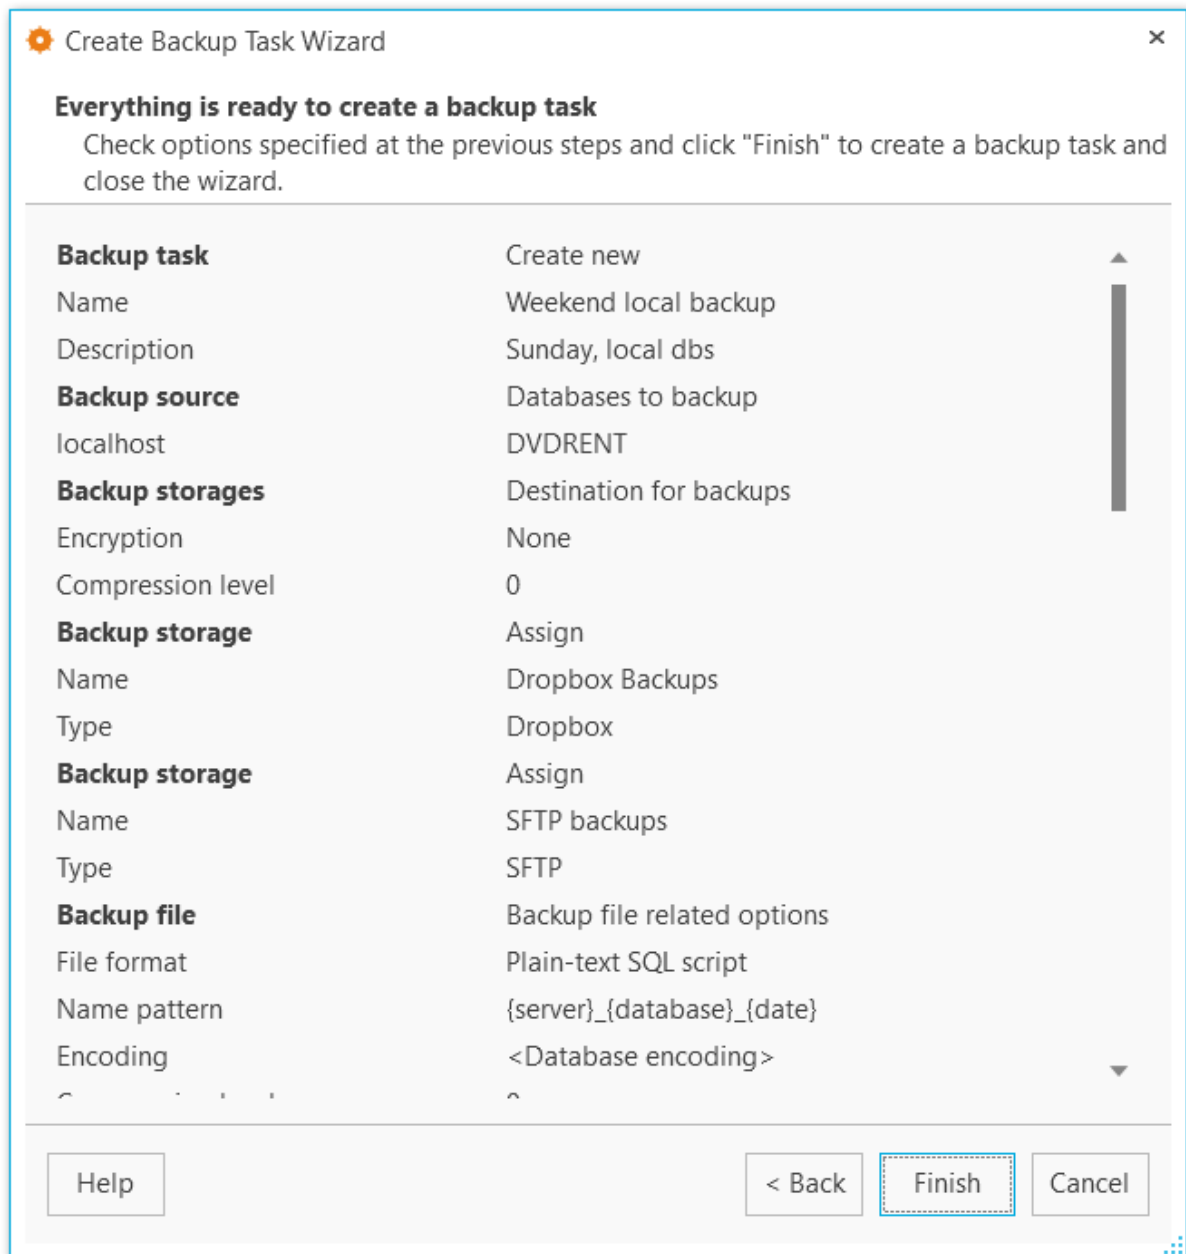 Create Backup Task Wizard
Everything is ready to create a backup task
Check options specified at the previous steps and click "Finish" to create a backup task and
close the wizard.
Backup task Create new
Name Weekend local backup
Description Sunday, local dbs
Backup source Databases to backup
localhost DVDRENT
Backup storages Destination for backups
Encryption None
Compression level 0
Backup storage Assign
Name Dropbox Backups
Type Dropbox
Backup storage Assign
Name SFTP backups
Type SFTP
Backup file Backup file related options
File format Plain-text SQL script
Name pattern {server}_{database}_{date}
Encoding <Database encoding>
Help < Back Finish Cancel